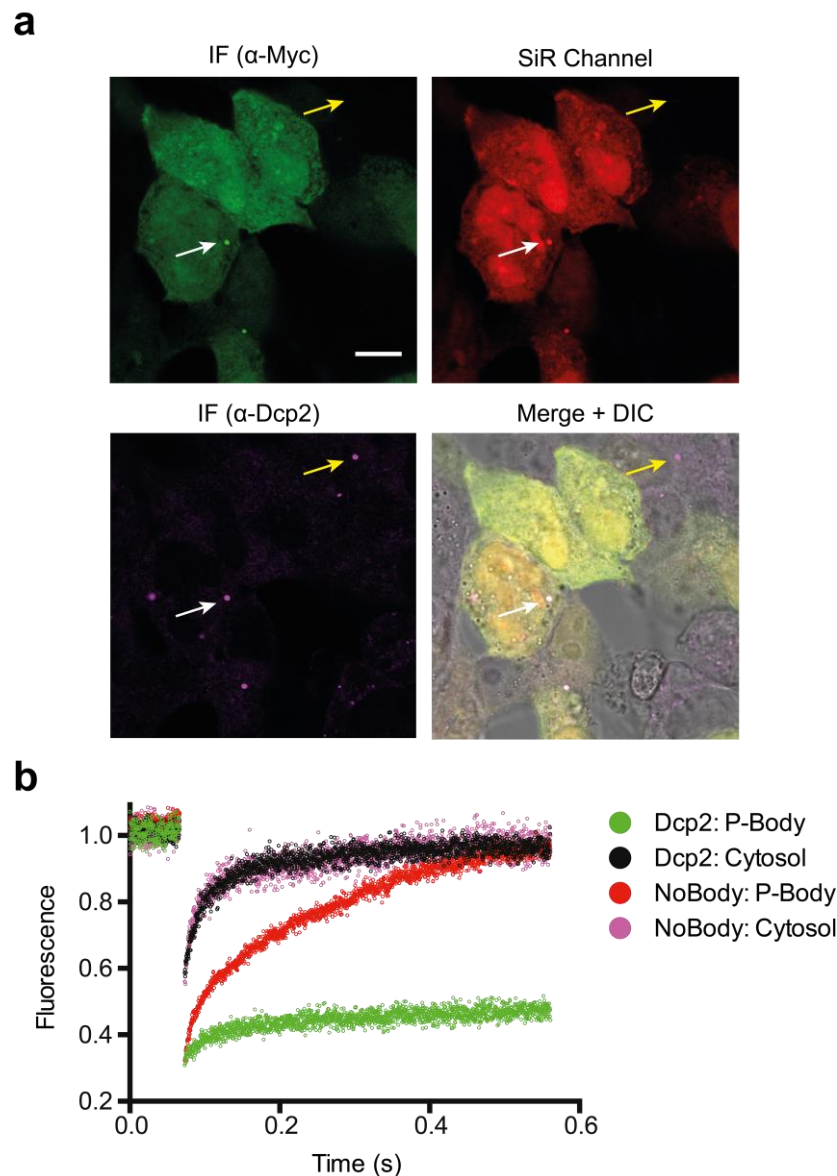 a
IF (α-Myc)
SiR Channel
IF (α-Dcp2)
Merge + DIC
b
Fluorescence
1.0
0.8
0.6
0.4
0.2
0.0
0.2
0.4
0.6
Time (s)
Dcp2: P-Body
Dcp2: Cytosol
NoBody: P-Body
NoBody: Cytosol